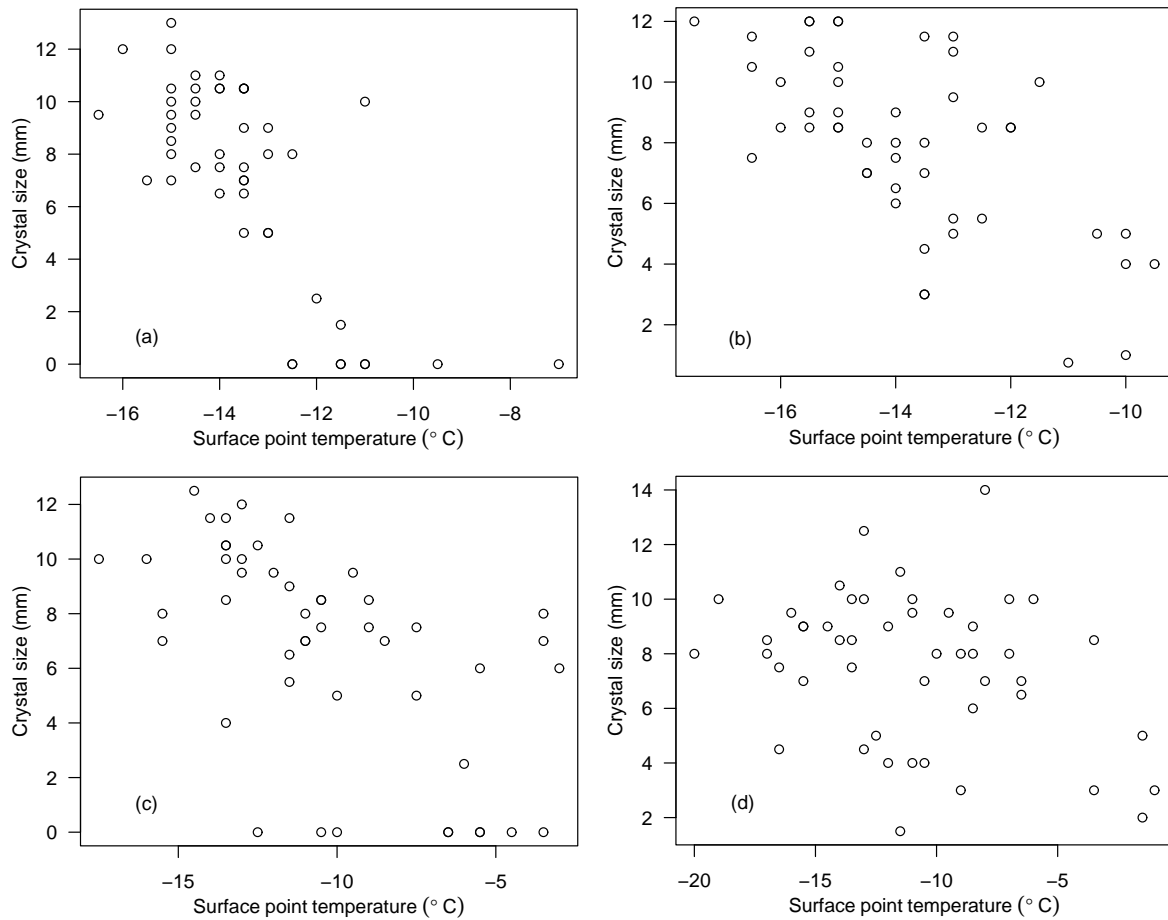 12
10
8
6
4
2
0
Crystal size (mm)
(a)
−16 −14 −12 −10 −8
Surface point temperature (° C)
12
10
8
6
4
2
Crystal size (mm)
(b)
−16 −14 −12 −10
Surface point temperature (° C)
12
10
8
6
4
2
0
Crystal size (mm)
(c)
−15 −10 −5
Surface point temperature (° C)
14
12
10
8
6
4
2
Crystal size (mm)
(d)
−20 −15 −10 −5
Surface point temperature (° C)